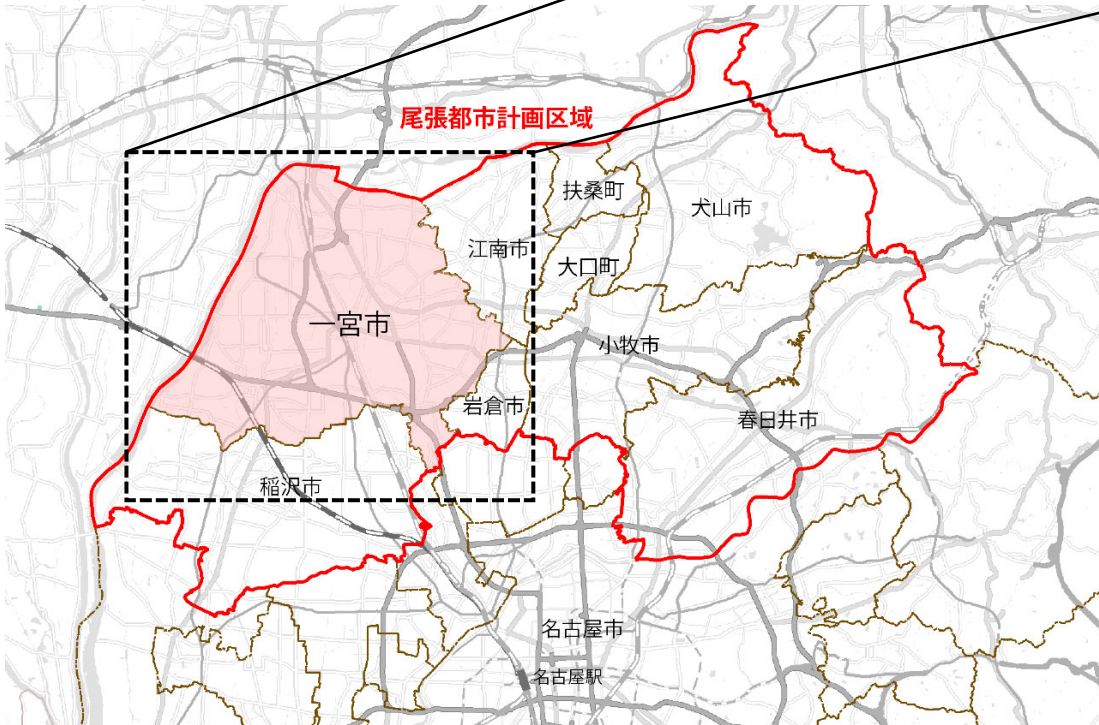 尾張都市計画区域
扶桑町
犬山市
江南市
大口町
一宮市
小牧市
岩倉市
春日井市
稲沢市
名古屋市
名古屋駅